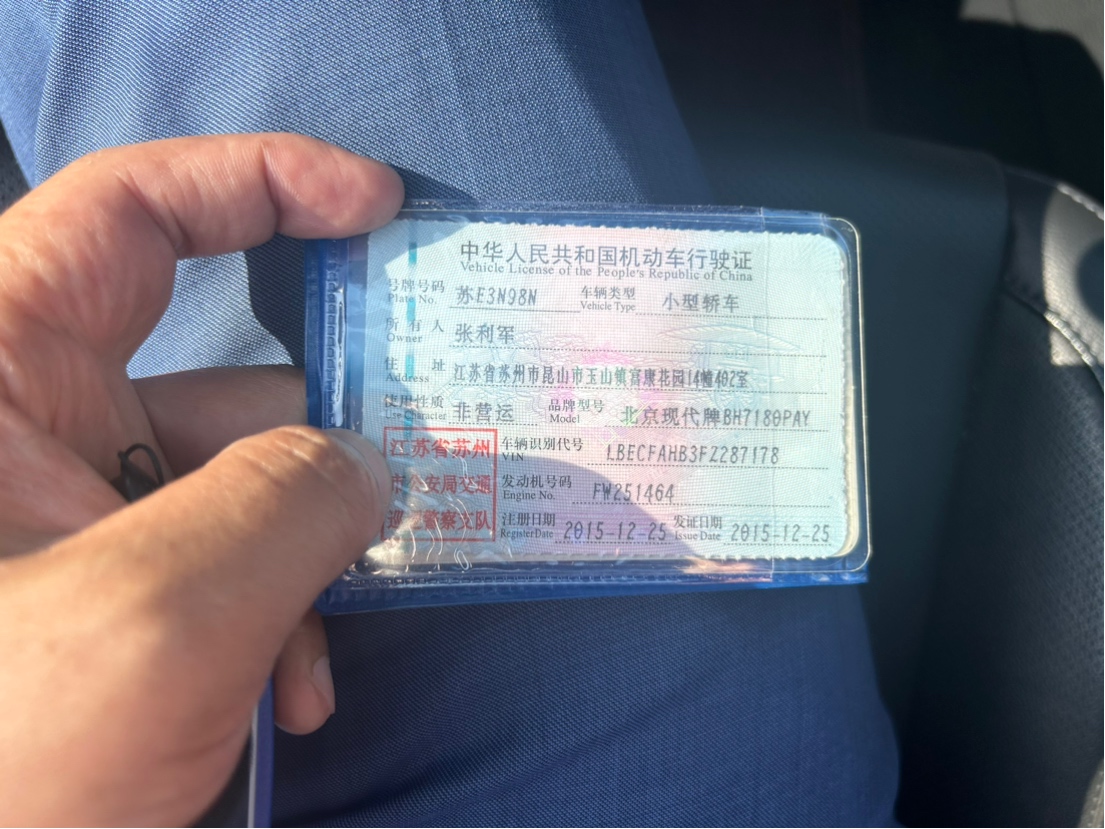 中华人民共和国机动车行驶证
Vehicle License of the People's Republic of China
号牌号码 苏E3N98N 车辆类型 小型轿车
Plate No. Vehicle Type
所有人 张利军
Owner
住址 江苏省苏州市昆山市玉山镇富康花园14幢402室
Address
使用性质 非营运 品牌型号 北京现代牌BH7180PAY
Use Character Model
江苏省苏州 车辆识别代号 LBECFAHB3FZ287178
VIN
市公安局交通 发动机号码 FW251464
Engine No.
巡逻警察支队 注册日期 2015-12-25 发证日期 2015-12-25
Register Date Issue Date